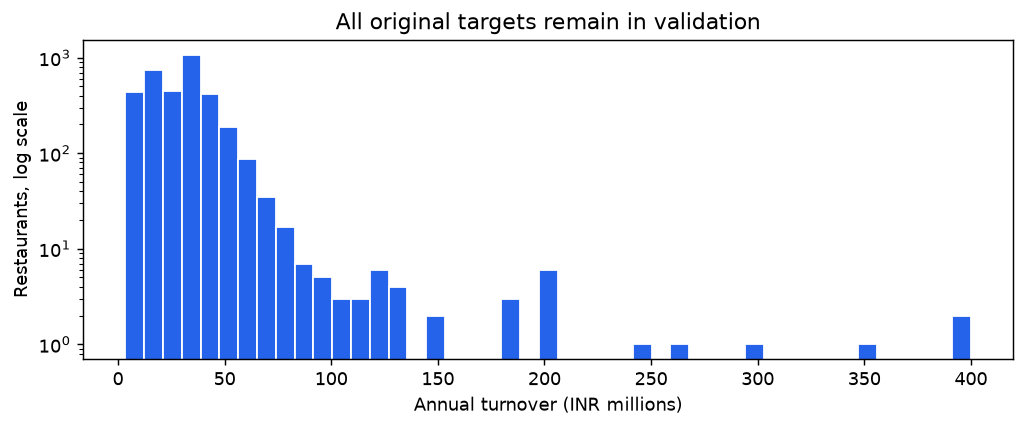 All original targets remain in validation
Restaurants, log scale
10³
10²
10¹
10⁰
0 50 100 150 200 250 300 350 400
Annual turnover (INR millions)